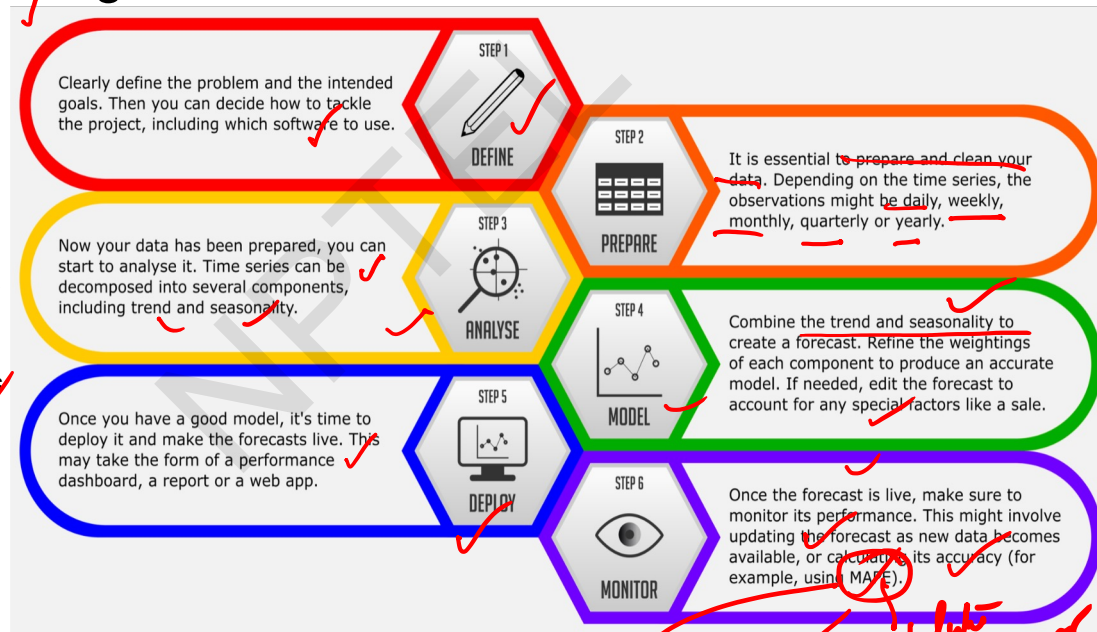 STEP 1
Clearly define the problem and the intended
goals. Then you can decide how to tackle
the project, including which software to use.
DEFINE
STEP 2
It is essential to prepare and clean your
data. Depending on the time series, the
observations might be daily, weekly,
monthly, quarterly or yearly.
PREPARE
STEP 3
Now your data has been prepared, you can
start to analyse it. Time series can be
decomposed into several components,
including trend and seasonality.
ANALYSE
STEP 4
Combine the trend and seasonality to
create a forecast. Refine the weightings
of each component to produce an accurate
model. If needed, edit the forecast to
account for any special factors like a sale.
MODEL
STEP 5
Once you have a good model, it's time to
deploy it and make the forecasts live. This
may take the form of a performance
dashboard, a report or a web app.
DEPLOY
STEP 6
Once the forecast is live, make sure to
monitor its performance. This might involve
updating the forecast as new data becomes
available, or calculating its accuracy (for
example, using MAPE).
MONITOR
NPTEL